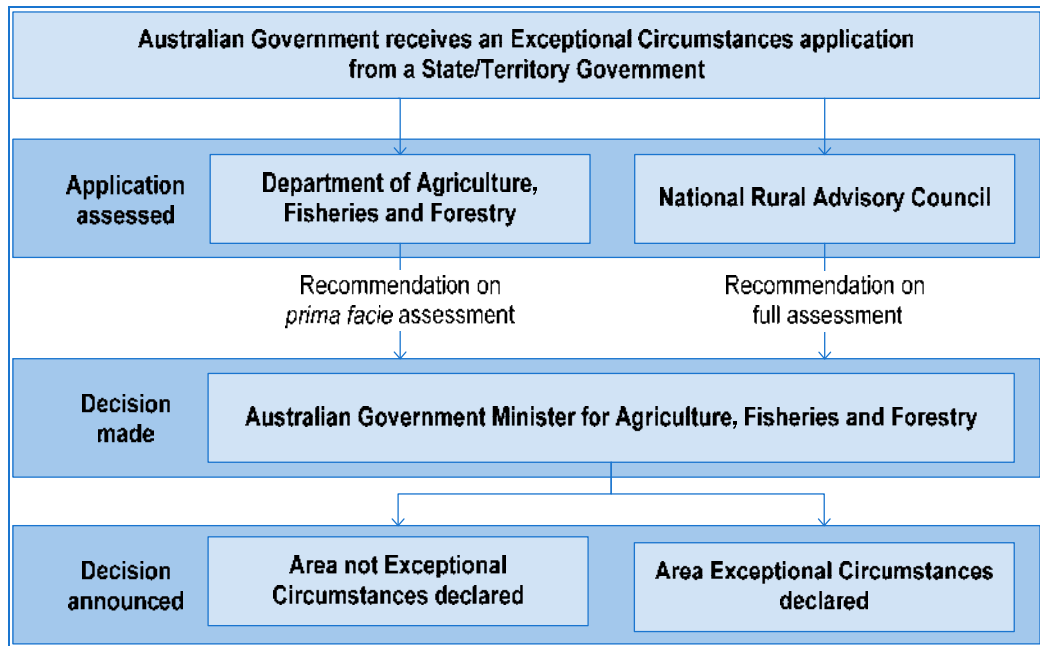 Australian Government receives an Exceptional Circumstances application
from a State/Territory Government
Application
assessed
Department of Agriculture,
Fisheries and Forestry
National Rural Advisory Council
Recommendation on
prima facie assessment
Recommendation on
full assessment
Decision
made
Australian Government Minister for Agriculture, Fisheries and Forestry
Decision
announced
Area not Exceptional
Circumstances declared
Area Exceptional Circumstances
declared